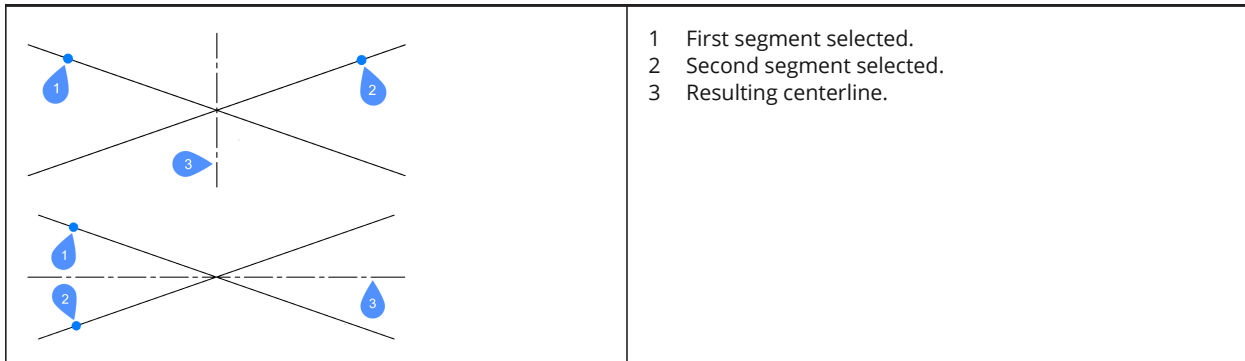 1
2
3
1
2
3
1 First segment selected.
2 Second segment selected.
3 Resulting centerline.